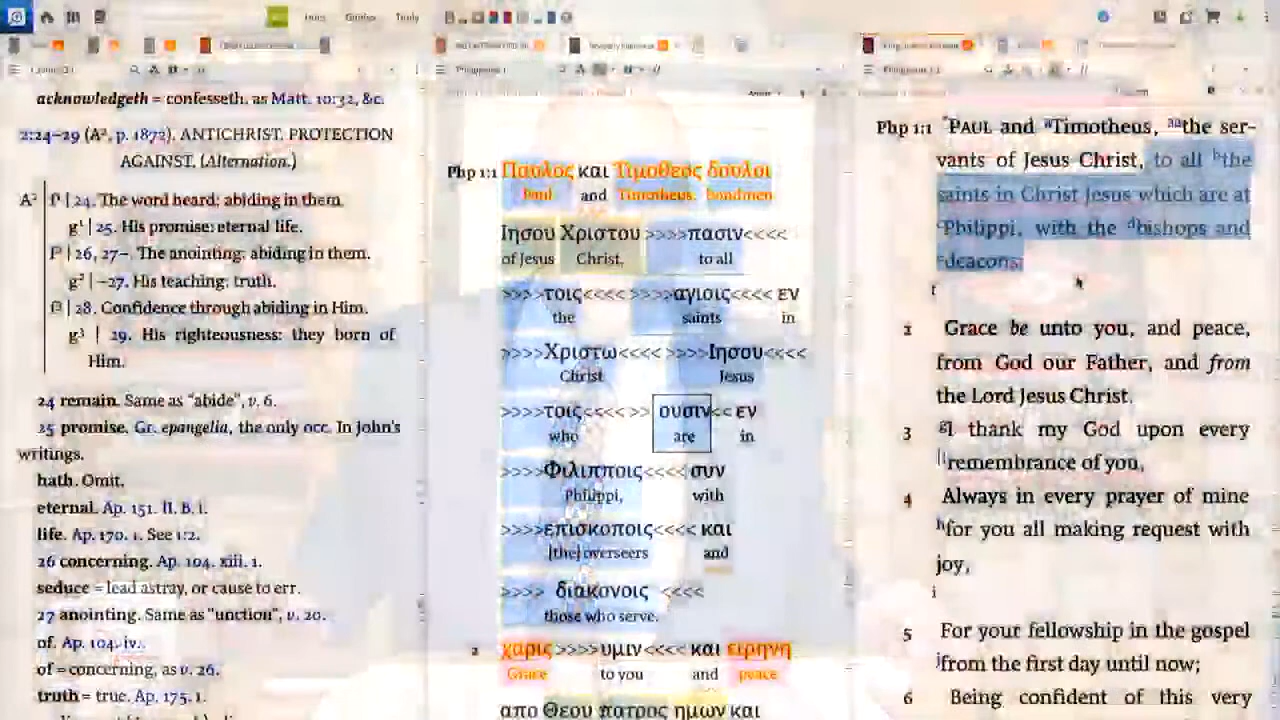 acknowledgeth = confesseth. as Matt. 10:32, &c.
2:24–29 (A², p. 1872). ANTICHRIST. PROTECTION
AGAINST. (Alternation.)
24. The word heard: abiding in them.
g¹ | 25. His promise: eternal life.
26, 27–. The anointing: abiding in them.
g² | –27. His teaching: truth.
28. Confidence through abiding in Him.
g³ | 29. His righteousness: they born of
Him.
24 remain. Same as "abide", v. 6.
25 promise. Gr. epangelia, the only occ. In John's
writings.
hath. Omit.
eternal. Ap. 151. II. B. i.
life. Ap. 170. 1. See 1:2.
26 concerning. Ap. 104. xiii. 1.
seduce = lead astray, or cause to err.
27 anointing. Same as "unction", v. 20.
of. Ap. 104. iv.
of = concerning, as v. 26.
truth = true. Ap. 175. 1.
Php 1:1 Παυλος και Τιμοθεος δουλοι
Paul and Timotheus, bondmen
Ιησου Χριστου >>>>πασιν<<<<
of Jesus Christ, to all
>>>>τοις<<<< >>>>αγιοις<<<< εν
the saints in
>>>>Χριστω<<<< >>>>Ιησου<<<<
Christ Jesus
>>>>τοις<<<< >> ουσιν<< εν
who are in
>>>>Φιλιπποις<<<< συν
Philippi, with
>>>>επισκοποις<<<< και
[the] overseers and
>>>> διακονοις <<<<
those who serve.
2 χαρις >>>>υμιν<<<< και ειρηνη
Grace to you and peace
απο Θεου πατρος ημων και
Php 1:1 PAUL and Timotheus, the ser-
vants of Jesus Christ, to all the
saints in Christ Jesus which are at
Philippi, with the bishops and
deacons:
2 Grace be unto you, and peace,
from God our Father, and from
the Lord Jesus Christ.
3 I thank my God upon every
remembrance of you,
4 Always in every prayer of mine
for you all making request with
joy,
5 For your fellowship in the gospel
from the first day until now;
6 Being confident of this very